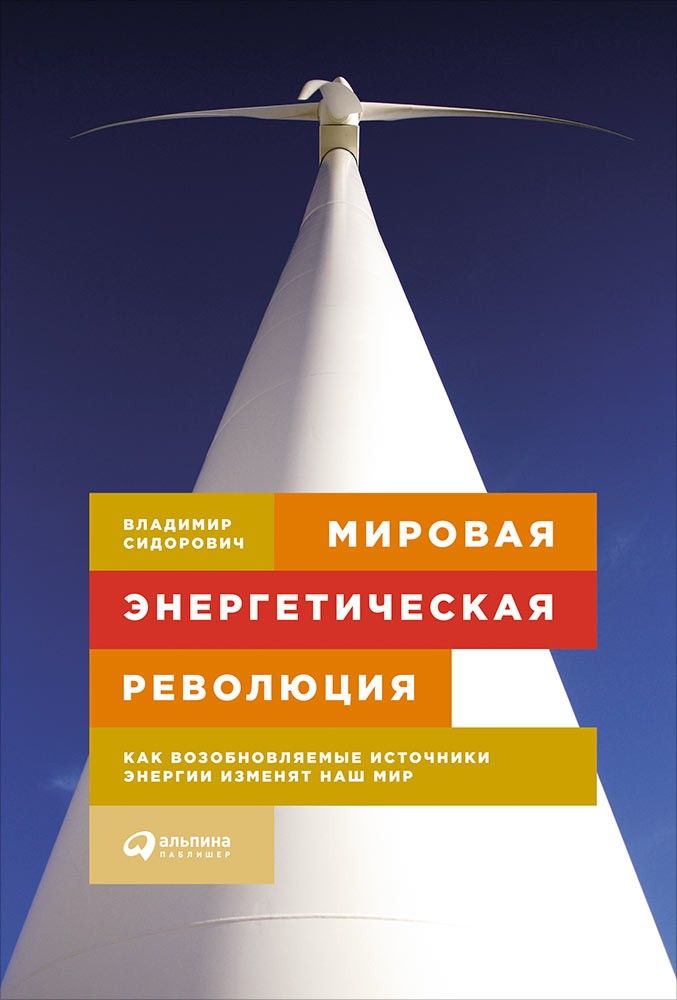 ВЛАДИМИР
СИДОРОВИЧ
МИРОВАЯ
ЭНЕРГЕТИЧЕСКАЯ
РЕВОЛЮЦИЯ
КАК ВОЗОБНОВЛЯЕМЫЕ ИСТОЧНИКИ
ЭНЕРГИИ ИЗМЕНЯТ НАШ МИР
альпина
ПАБЛИШЕР